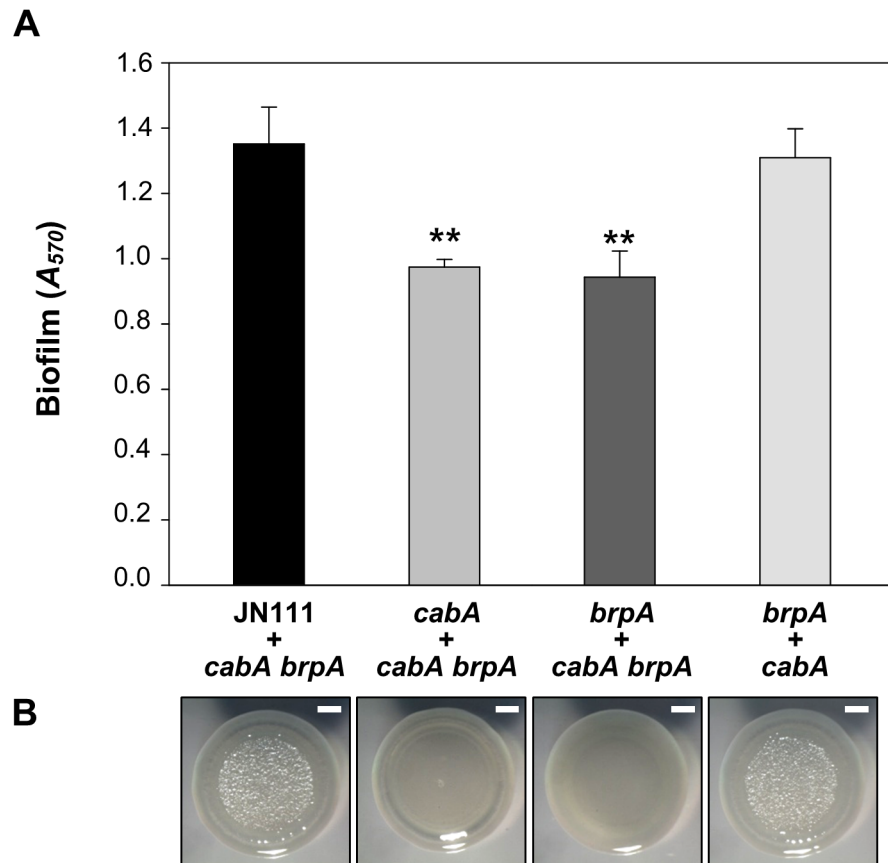 A
Biofilm (A570)
1.6
1.4
1.2
1.0
0.8
0.6
0.4
0.2
0.0
**
**
JN111
+
cabA brpA
cabA
+
cabA brpA
brpA
+
cabA brpA
brpA
+
cabA
B